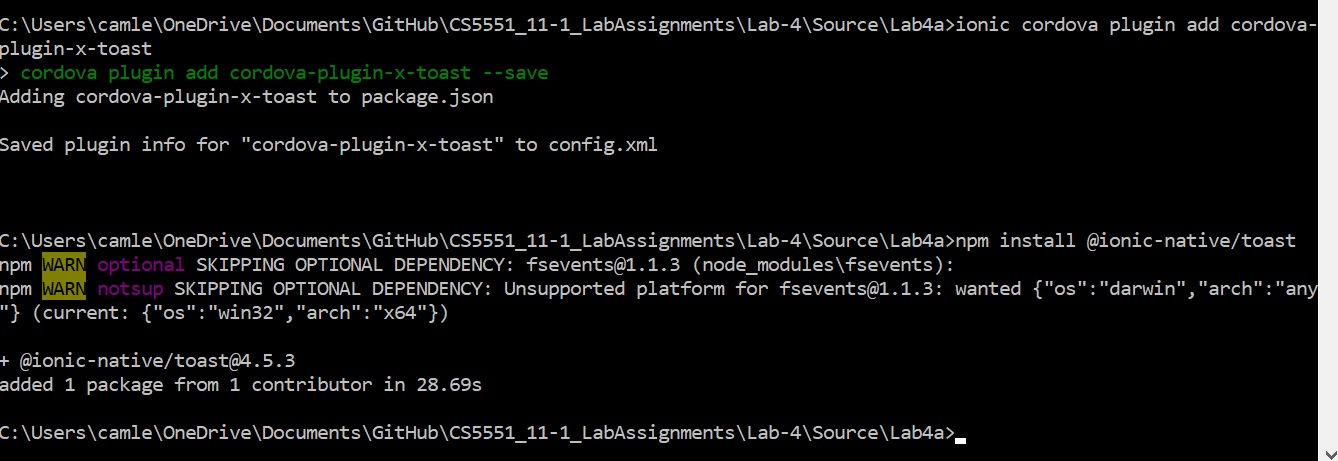 C:\Users\camle\OneDrive\Documents\GitHub\CS5551_11-1_LabAssignments\Lab-4\Source\Lab4a>ionic cordova plugin add cordova-
plugin-x-toast
> cordova plugin add cordova-plugin-x-toast --save
Adding cordova-plugin-x-toast to package.json
Saved plugin info for "cordova-plugin-x-toast" to config.xml
C:\Users\camle\OneDrive\Documents\GitHub\CS5551_11-1_LabAssignments\Lab-4\Source\Lab4a>npm install @ionic-native/toast
npm WARN optional SKIPPING OPTIONAL DEPENDENCY: fsevents@1.1.3 (node_modules\fsevents):
npm WARN notsup SKIPPING OPTIONAL DEPENDENCY: Unsupported platform for fsevents@1.1.3: wanted {"os":"darwin","arch":"any
"} (current: {"os":"win32","arch":"x64"})
+ @ionic-native/toast@4.5.3
added 1 package from 1 contributor in 28.69s
C:\Users\camle\OneDrive\Documents\GitHub\CS5551_11-1_LabAssignments\Lab-4\Source\Lab4a>